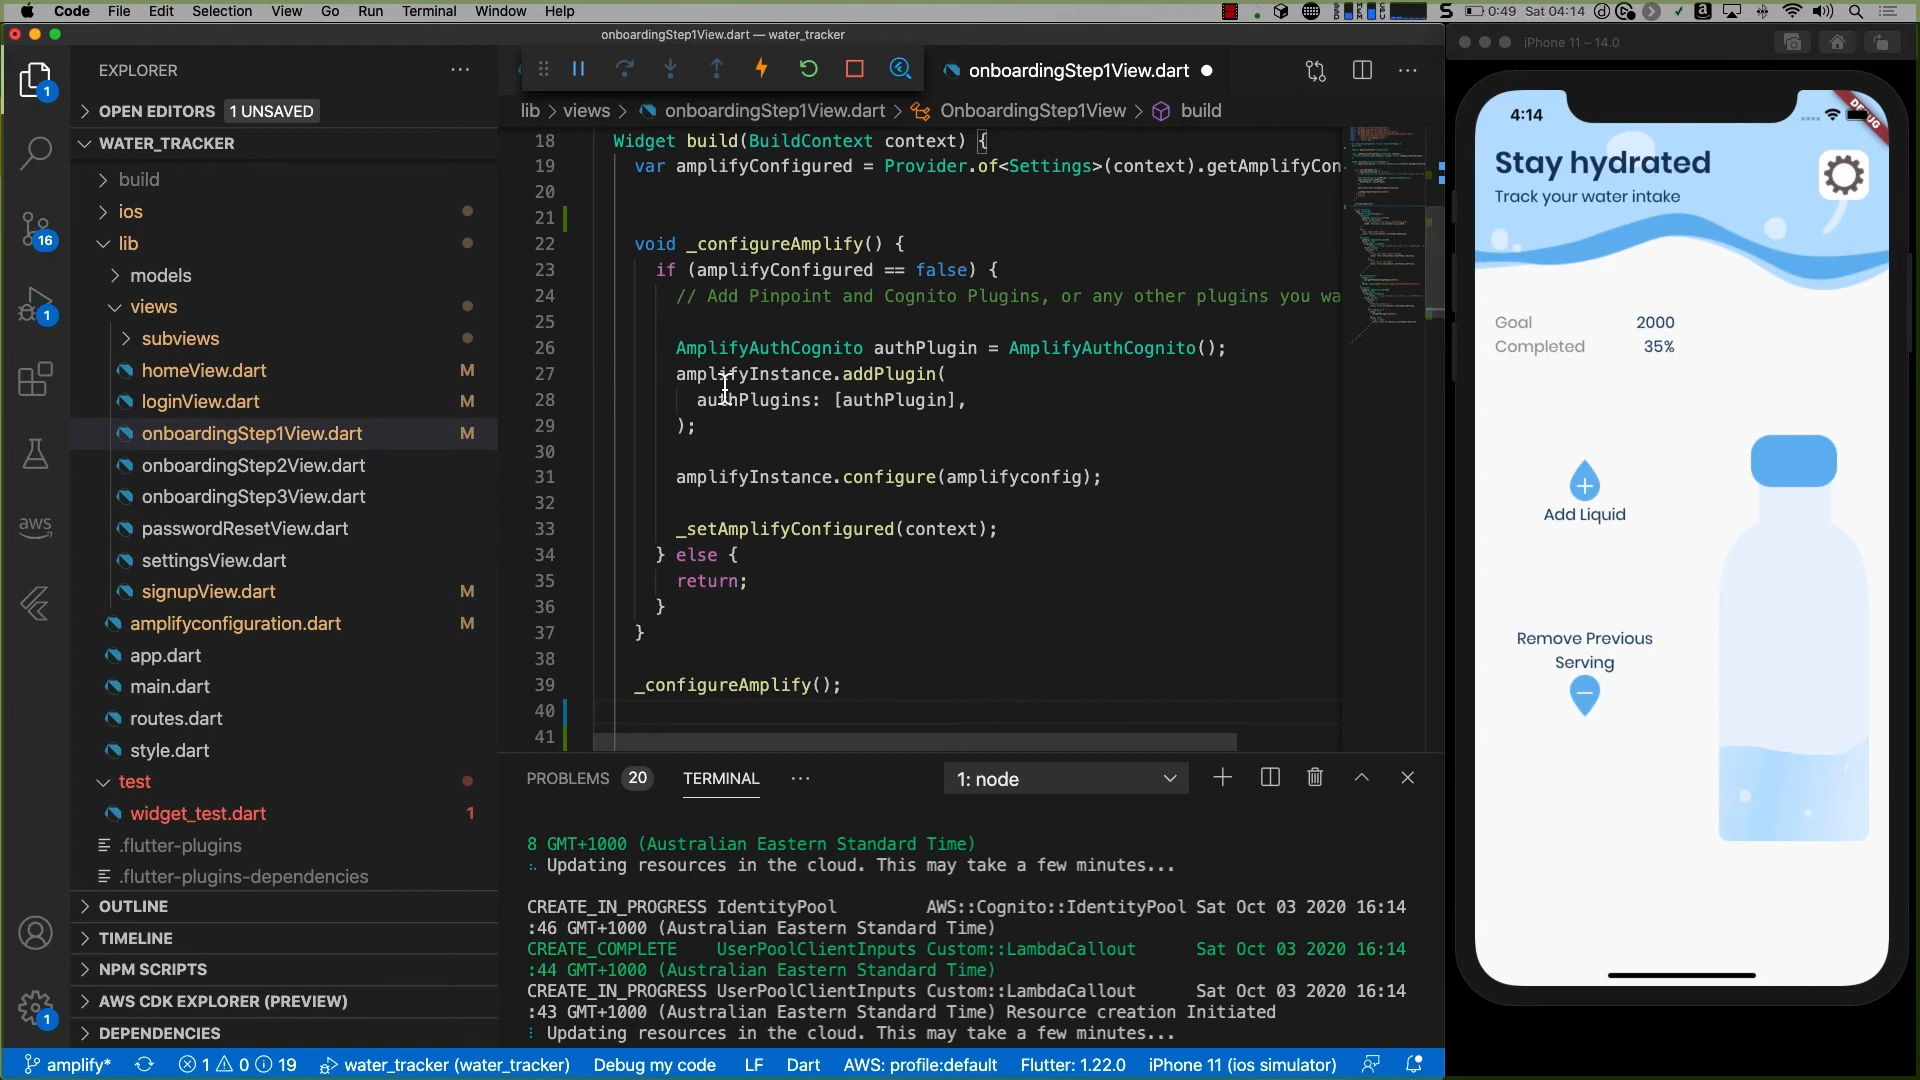 Code File Edit Selection View Go Run Terminal Window Help
0:49 Sat 04:14
onboardingStep1View.dart — water_tracker
EXPLORER
OPEN EDITORS 1 UNSAVED
WATER_TRACKER
build
ios
lib
models
views
subviews
homeView.dart M
loginView.dart M
onboardingStep1View.dart M
onboardingStep2View.dart
onboardingStep3View.dart
passwordResetView.dart
settingsView.dart
signupView.dart M
amplifyconfiguration.dart M
app.dart
main.dart
routes.dart
style.dart
test
widget_test.dart 1
.flutter-plugins
.flutter-plugins-dependencies
OUTLINE
TIMELINE
NPM SCRIPTS
AWS CDK EXPLORER (PREVIEW)
DEPENDENCIES
1
16
1
aws
1
onboardingStep1View.dart
lib > views > onboardingStep1View.dart > OnboardingStep1View > build
18 Widget build(BuildContext context) {
19 var amplifyConfigured = Provider.of<Settings>(context).getAmplifyCon
20
21
22 void _configureAmplify() {
23 if (amplifyConfigured == false) {
24 // Add Pinpoint and Cognito Plugins, or any other plugins you wa
25
26 AmplifyAuthCognito authPlugin = AmplifyAuthCognito();
27 amplifyInstance.addPlugin(
28 authPlugins: [authPlugin],
29 );
30
31 amplifyInstance.configure(amplifyconfig);
32
33 _setAmplifyConfigured(context);
34 } else {
35 return;
36 }
37 }
38
39 _configureAmplify();
40
41
PROBLEMS 20 TERMINAL 1: node
8 GMT+1000 (Australian Eastern Standard Time)
Updating resources in the cloud. This may take a few minutes...
CREATE_IN_PROGRESS IdentityPool AWS::Cognito::IdentityPool Sat Oct 03 2020 16:14
:46 GMT+1000 (Australian Eastern Standard Time)
CREATE_COMPLETE UserPoolClientInputs Custom::LambdaCallout Sat Oct 03 2020 16:14
:44 GMT+1000 (Australian Eastern Standard Time)
CREATE_IN_PROGRESS UserPoolClientInputs Custom::LambdaCallout Sat Oct 03 2020 16:14
:43 GMT+1000 (Australian Eastern Standard Time) Resource creation Initiated
Updating resources in the cloud. This may take a few minutes...
amplify* 1 0 19 water_tracker (water_tracker) Debug my code LF Dart AWS: profile:default Flutter: 1.22.0 iPhone 11 (ios simulator)
iPhone 11 – 14.0
4:14
Stay hydrated
Track your water intake
Goal 2000
Completed 35%
Add Liquid
Remove Previous
Serving